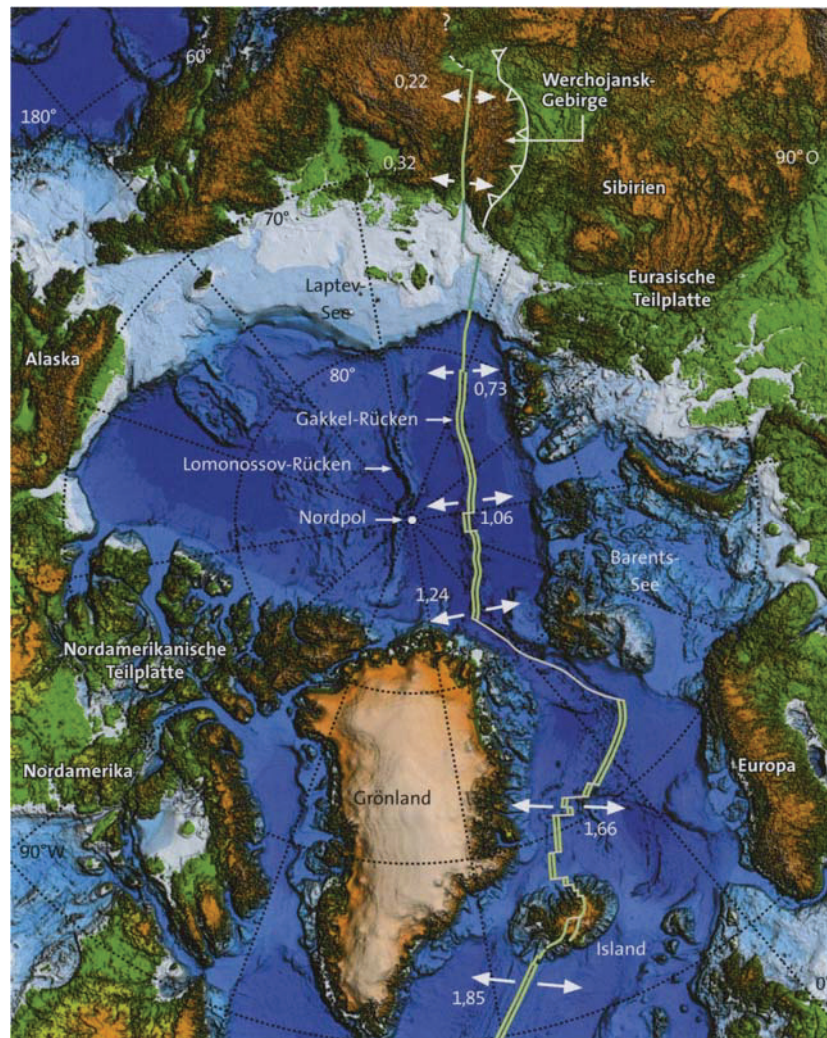 ?
60°
0,22
Werchojansk-
Gebirge
180°
0,32
90° O
Sibirien
70°
Eurasische
Teilplatte
Laptev-
See
Alaska
80°
0,73
Gakkel-Rücken
Lomonossov-Rücken
Nordpol
1,06
Barents-
See
1,24
Nordamerikanische
Teilplatte
Nordamerika
Europa
Grönland
1,66
90° W
Island
0°
1,85